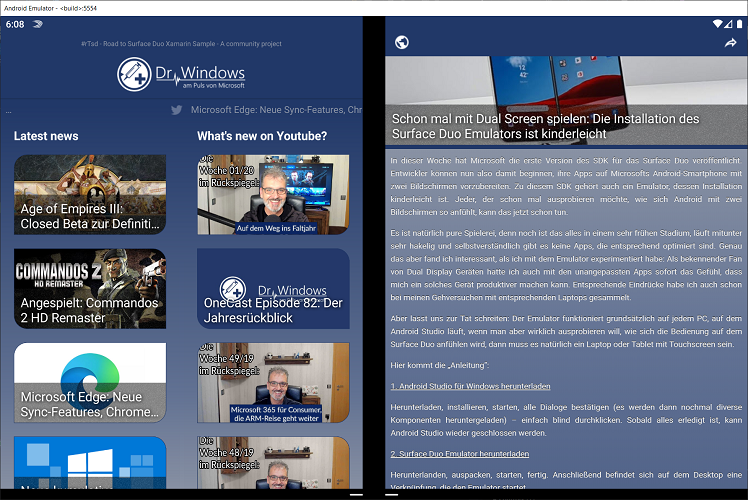 Android Emulator - <build>:5554
6:08
#rTsd - Road to Surface Duo Xamarin Sample - A community project
Dr.Windows
am Puls von Microsoft
...
Microsoft Edge: Neue Sync-Features, Chr
Latest news
Age of Empires III:
Closed Beta zur Definiti...
COMMANDOS 2
HD REMASTER
Angespielt: Commandos
2 HD Remaster
Microsoft Edge: Neue
Sync-Features, Chrome...
What's new on Youtube?
Die
Woche 01/20
im Rückspiegel:
Auf dem Weg ins Faltjahr
Dr.Windows
OneCast Episode 82: Der
Jahresrückblick
Die
Woche 49/19
im Rückspiegel:
Microsoft 365 für Consumer,
die ARM-Reise geht weiter
Die
Woche 48/19
im Rückspiegel:
Schon mal mit Dual Screen spielen: Die Installation des
Surface Duo Emulators ist kinderleicht
In dieser Woche hat Microsoft die erste Version des SDK für das Surface Duo veröffentlicht.
Entwickler können nun also damit beginnen, ihre Apps auf Microsofts Android-Smartphone mit
zwei Bildschirmen vorzubereiten. Zu diesem SDK gehört auch ein Emulator, dessen Installation
kinderleicht ist. Jeder, der schon mal ausprobieren möchte, wie sich Android mit zwei
Bildschirmen so anfühlt, kann das jetzt schon tun.
Es ist natürlich pure Spielerei, denn noch ist das alles in einem sehr frühen Stadium, läuft mitunter
sehr hakelig und selbstverständlich gibt es keine Apps, die entsprechend optimiert sind. Genau
das aber fand ich interessant, als ich mit dem Emulator experimentiert habe: Als bekennender Fan
von Dual Display Geräten hatte ich auch mit den unangepassten Apps sofort das Gefühl, dass
mich ein solches Gerät produktiver machen kann. Entsprechende Eindrücke habe ich auch schon
bei meinen Gehversuchen mit entsprechenden Laptops gesammelt.
Aber lasst uns zur Tat schreiten: Der Emulator funktioniert grundsätzlich auf jedem PC, auf dem
Android Studio läuft, wenn man aber wirklich ausprobieren will, wie sich die Bedienung auf dem
Surface Duo anfühlen wird, dann muss es natürlich ein Laptop oder Tablet mit Touchscreen sein.
Hier kommt die „Anleitung":
1. Android Studio für Windows herunterladen
Herunterladen, installieren, starten, alle Dialoge bestätigen (es werden dann nochmal diverse
Komponenten heruntergeladen) – einfach blind durchklicken. Sobald alles erledigt ist, kann
Android Studio wieder geschlossen werden.
2. Surface Duo Emulator herunterladen
Herunterlanden, auspacken, starten, fertig. Anschließend befindet sich auf dem Desktop eine
Verknüpfung, die den Emulator startet.